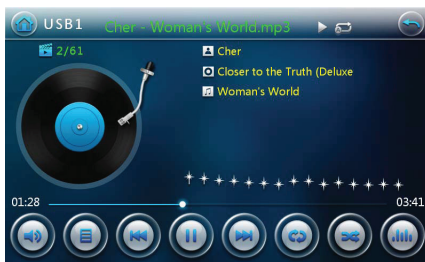 USB1 Cher - Woman's World.mp3
2/61
Cher
Closer to the Truth (Deluxe
Woman's World
01:28 03:41